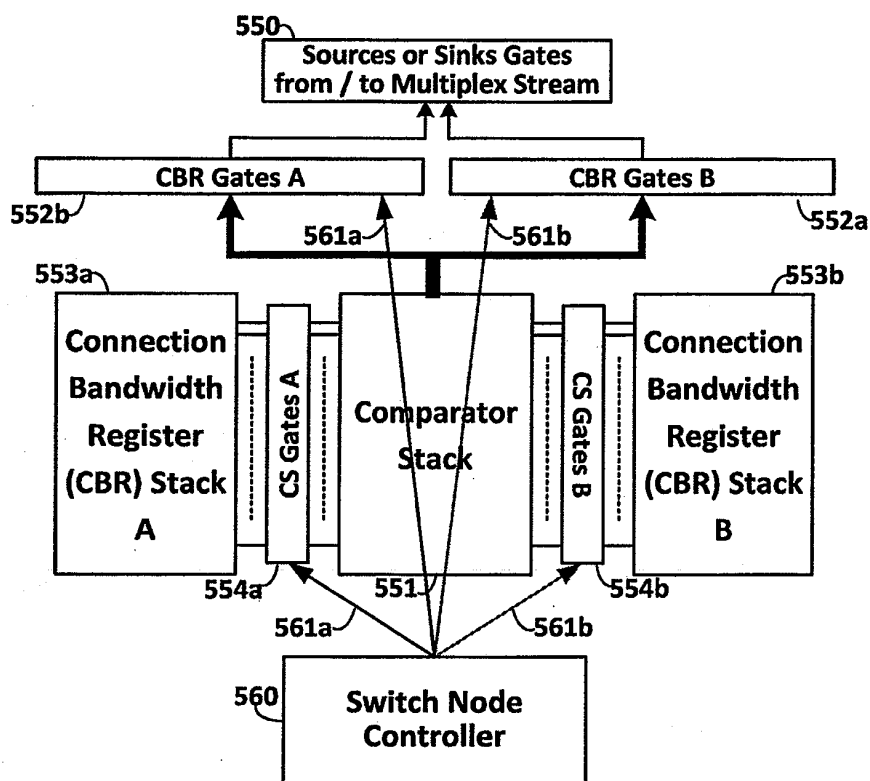 550
Sources or Sinks Gates
from / to Multiplex Stream
CBR Gates A
CBR Gates B
552b
552a
561a
561b
553a
553b
Connection
Bandwidth
Register
(CBR) Stack
A
CS Gates A
Comparator
Stack
CS Gates B
Connection
Bandwidth
Register
(CBR) Stack
B
554a
551
554b
561a
561b
560
Switch Node
Controller